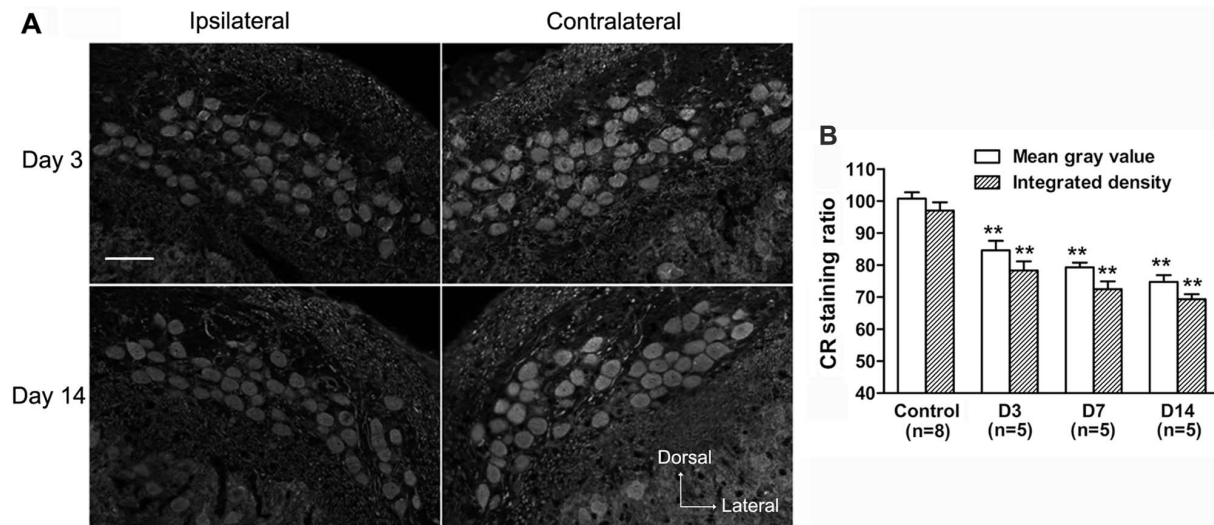 A
Ipsilateral
Contralateral
Day 3
Day 14
Dorsal
Lateral
B
Mean gray value
Integrated density
CR staining ratio
110
100
90
80
70
60
50
40
**
**
**
**
**
**
Control
(n=8)
D3
(n=5)
D7
(n=5)
D14
(n=5)